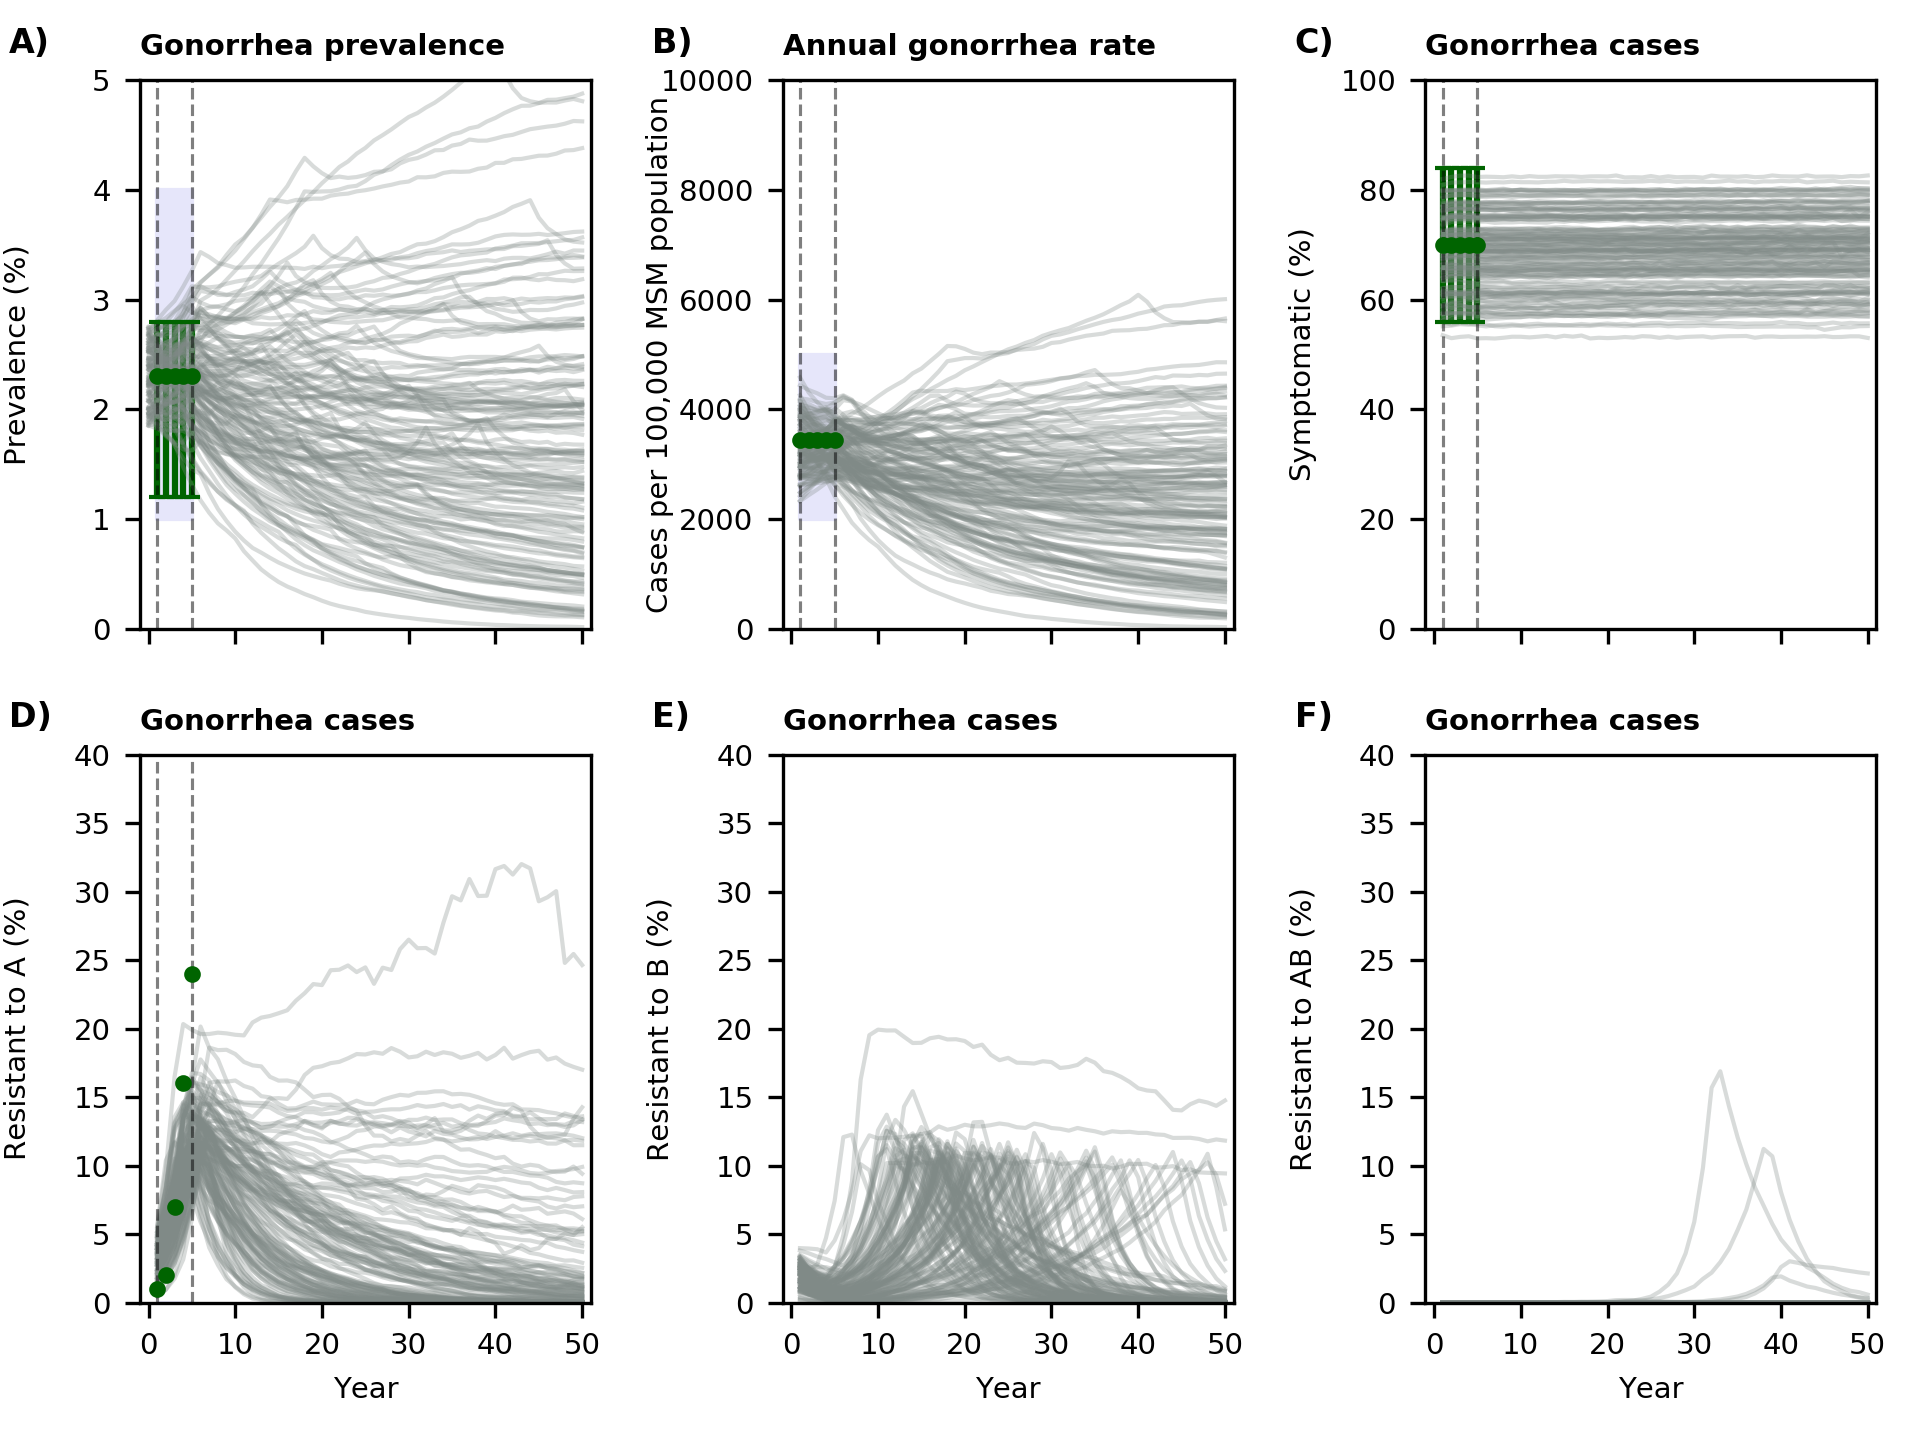 A) Gonorrhea prevalence
B) Annual gonorrhea rate
C) Gonorrhea cases
Prevalence (%)
5
4
3
2
1
0
Cases per 100,000 MSM population
10000
8000
6000
4000
2000
0
Symptomatic (%)
100
80
60
40
20
0
D) Gonorrhea cases
E) Gonorrhea cases
F) Gonorrhea cases
Resistant to A (%)
40
35
30
25
20
15
10
5
0
0 10 20 30 40 50
Year
Resistant to B (%)
40
35
30
25
20
15
10
5
0
0 10 20 30 40 50
Year
Resistant to AB (%)
40
35
30
25
20
15
10
5
0
0 10 20 30 40 50
Year